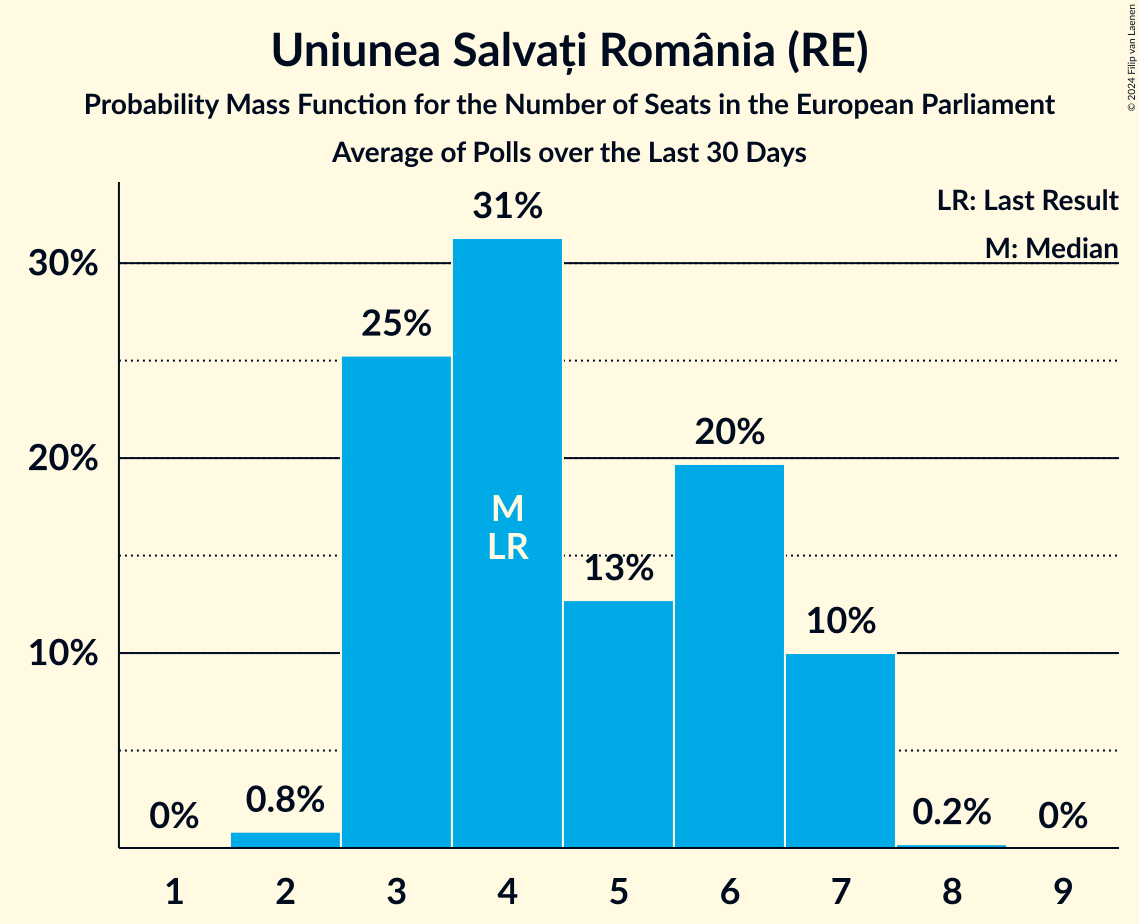 Uniunea Salvați România (RE)
Probability Mass Function for the Number of Seats in the European Parliament
Average of Polls over the Last 30 Days
© 2024 Filip van Laenen
LR: Last Result
M: Median
30%
20%
10%
0%
0.8%
25%
31%
M
LR
13%
20%
10%
0.2%
0%
1 2 3 4 5 6 7 8 9